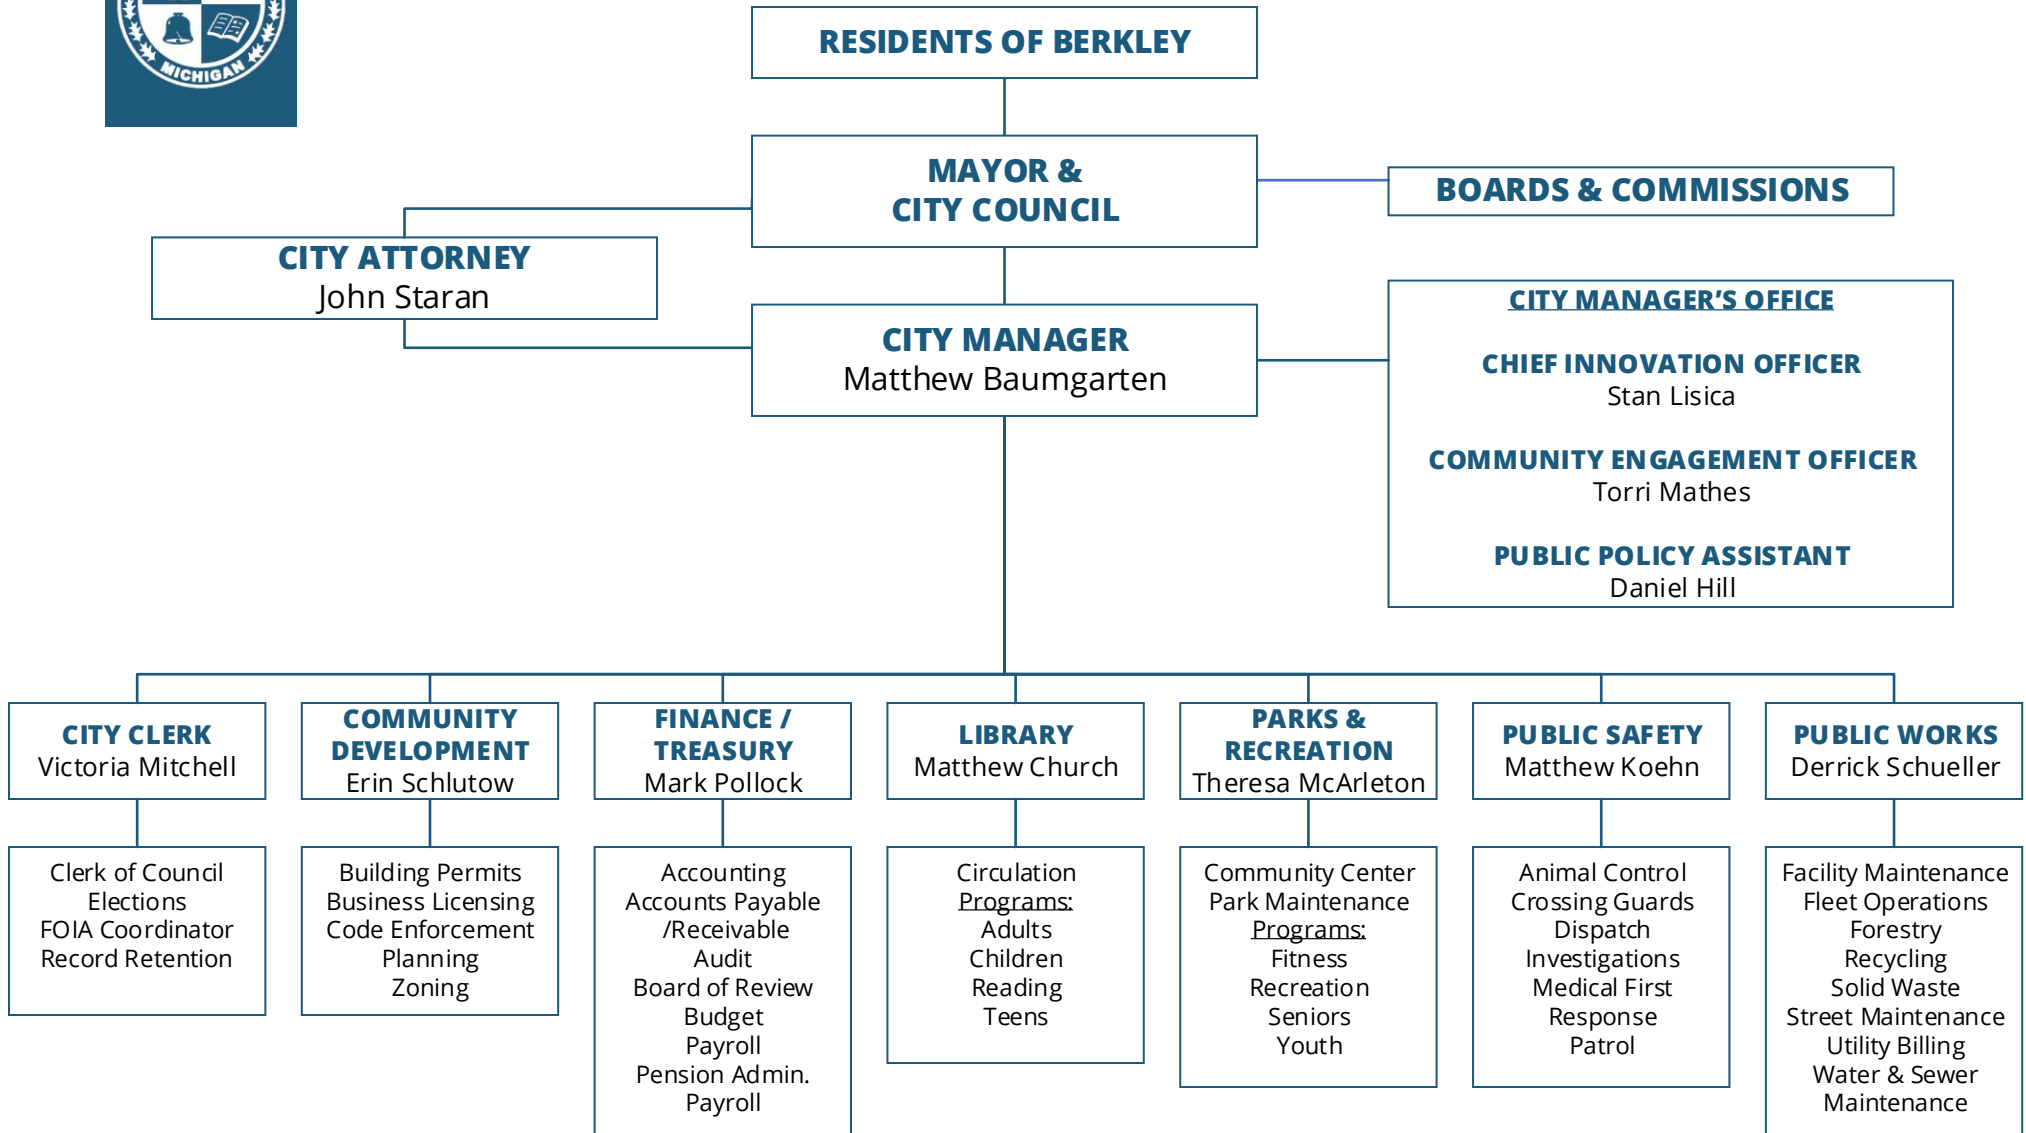 MICHIGAN
RESIDENTS OF BERKLEY
MAYOR &
CITY COUNCIL
BOARDS & COMMISSIONS
CITY ATTORNEY
John Staran
CITY MANAGER
Matthew Baumgarten
CITY MANAGER’S OFFICE
CHIEF INNOVATION OFFICER
Stan Lisica
COMMUNITY ENGAGEMENT OFFICER
Torri Mathes
PUBLIC POLICY ASSISTANT
Daniel Hill
CITY CLERK
Victoria Mitchell
Clerk of Council
Elections
FOIA Coordinator
Record Retention
COMMUNITY
DEVELOPMENT
Erin Schlutow
Building Permits
Business Licensing
Code Enforcement
Planning
Zoning
FINANCE /
TREASURY
Mark Pollock
Accounting
Accounts Payable
/Receivable
Audit
Board of Review
Budget
Payroll
Pension Admin.
Payroll
LIBRARY
Matthew Church
Circulation
Programs:
Adults
Children
Reading
Teens
PARKS &
RECREATION
Theresa McArleton
Community Center
Park Maintenance
Programs:
Fitness
Recreation
Seniors
Youth
PUBLIC SAFETY
Matthew Koehn
Animal Control
Crossing Guards
Dispatch
Investigations
Medical First
Response
Patrol
PUBLIC WORKS
Derrick Schueller
Facility Maintenance
Fleet Operations
Forestry
Recycling
Solid Waste
Street Maintenance
Utility Billing
Water & Sewer
Maintenance